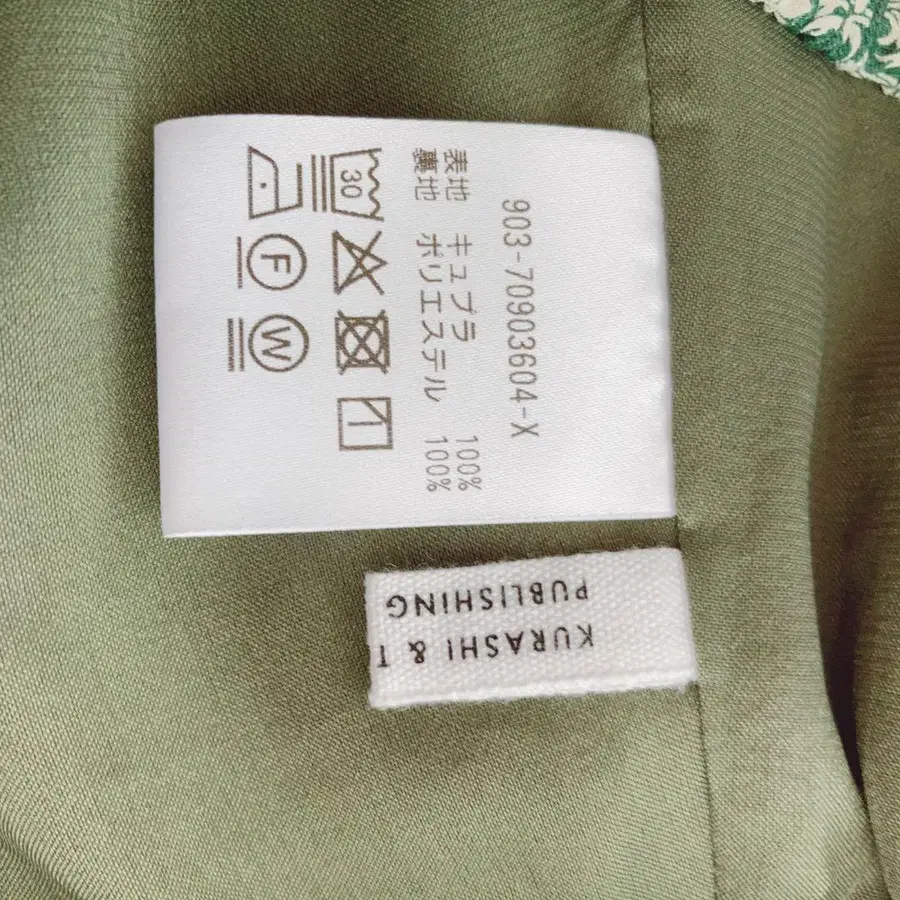 903-70903604-X
表地 キュプラ 100%
裏地 ポリエステル 100%
30
F
W
KURASHI & T
PUBLISHING